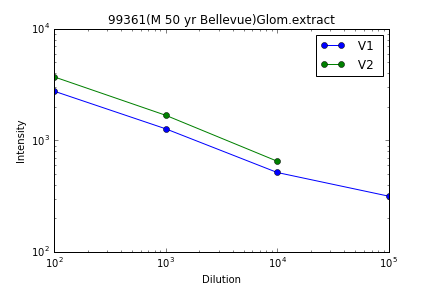 99361(M 50 yr Bellevue)Glom.extract
10^4
10^3
10^2
Intensity
V1
V2
10^2 10^3 10^4 10^5
Dilution